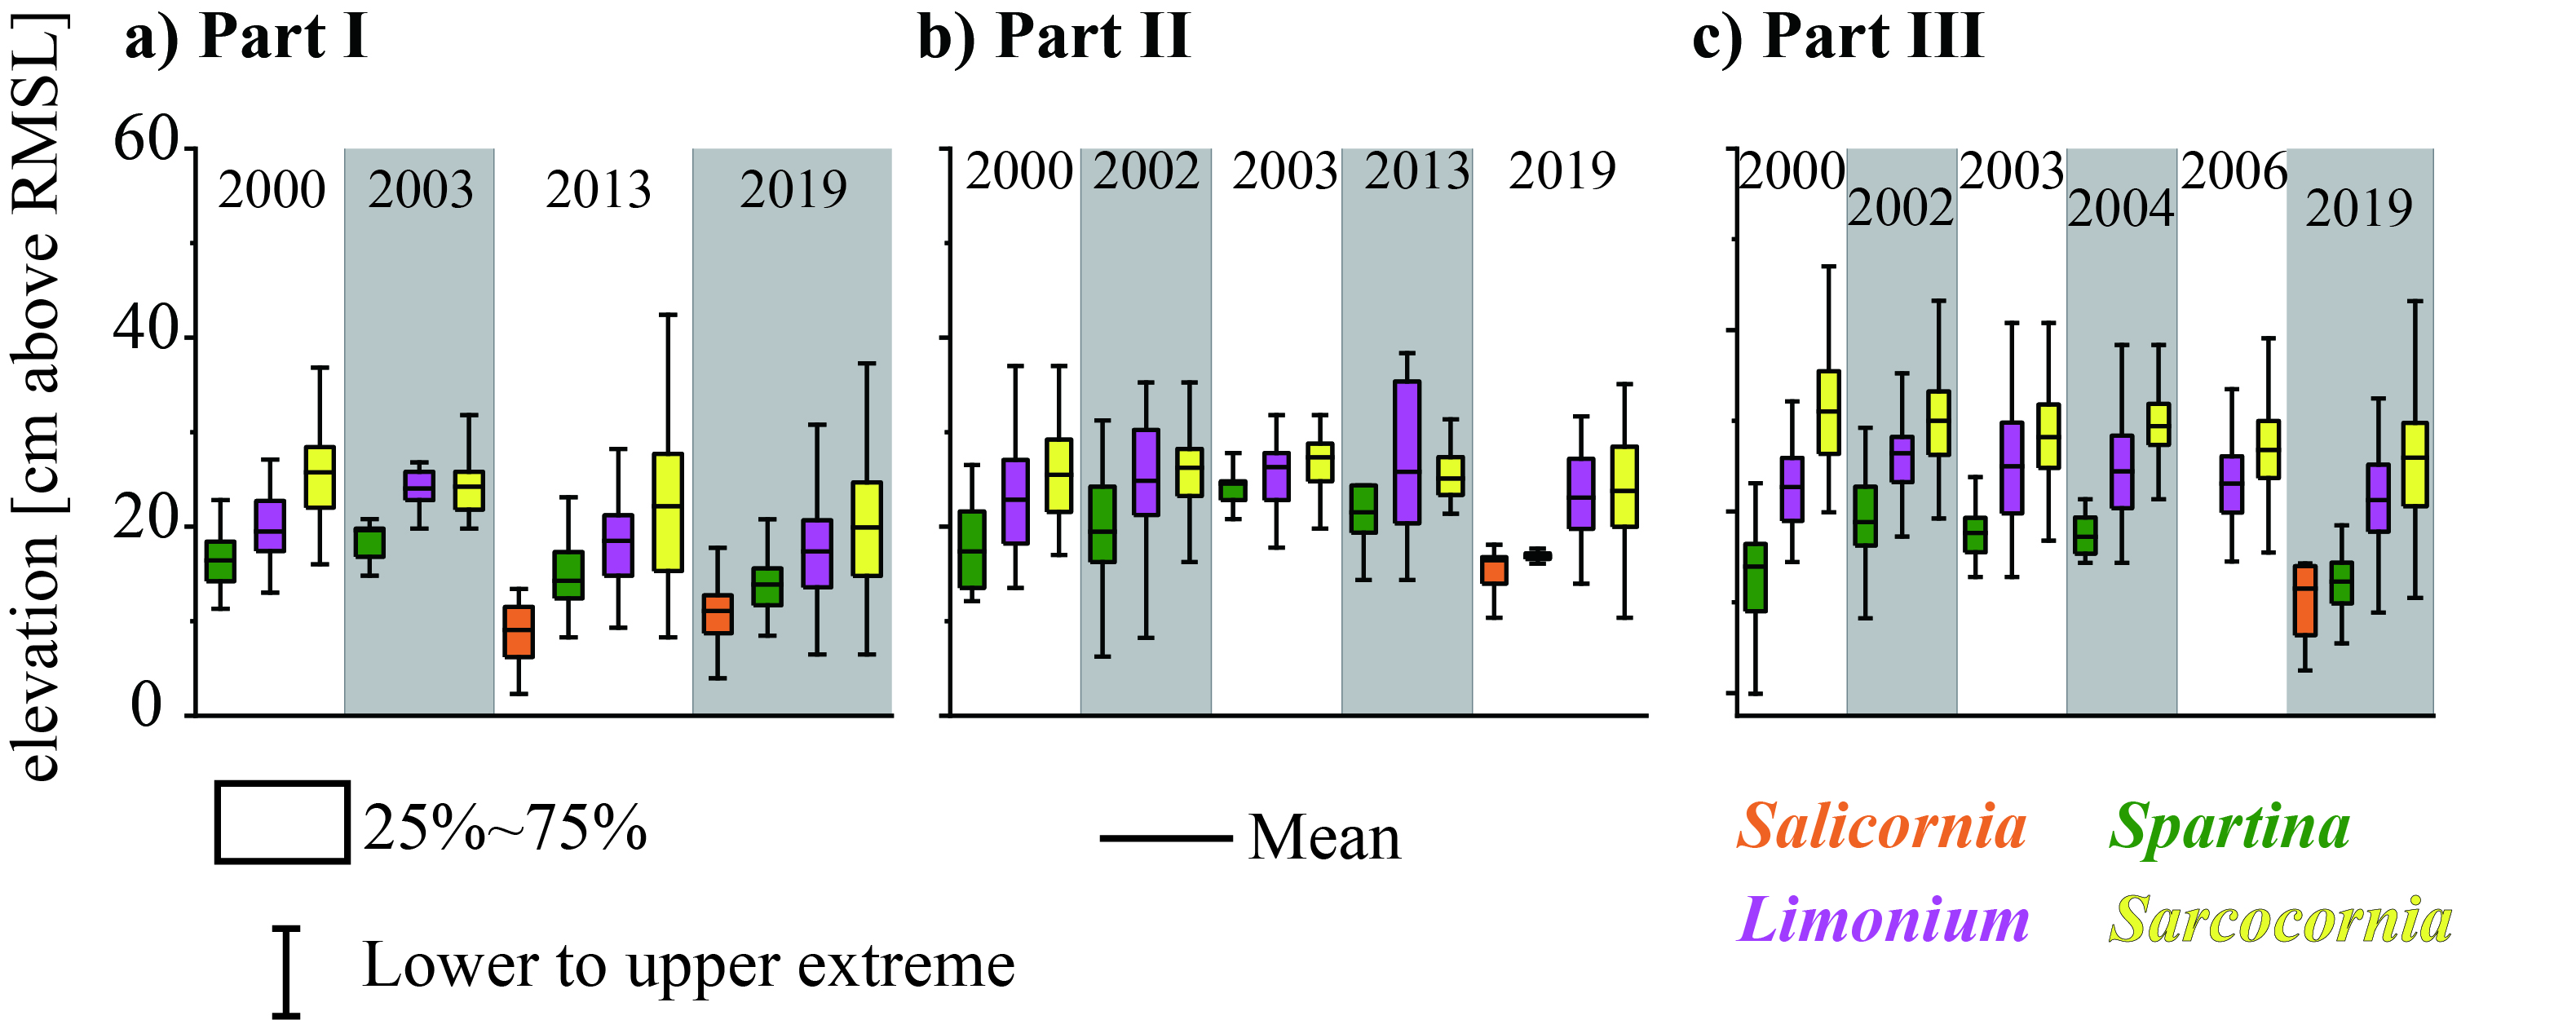 a) Part I
b) Part II
c) Part III
elevation [cm above RMSL]
60
40
20
0
2000
2003
2013
2019
2000
2002
2003
2013
2019
2000
2002
2003
2004
2006
2019
25%~75%
Mean
Lower to upper extreme
Salicornia
Spartina
Limonium
Sarcocornia